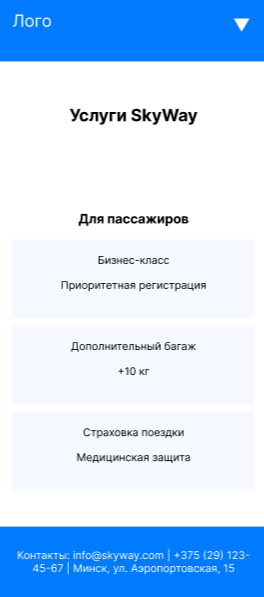 Лого
Услуги SkyWay
Для пассажиров
Бизнес-класс
Приоритетная регистрация
Дополнительный багаж
+10 кг
Страховка поездки
Медицинская защита
Контакты: info@skyway.com | +375 (29) 123-
45-67 | Минск, ул. Аэропортовская, 15